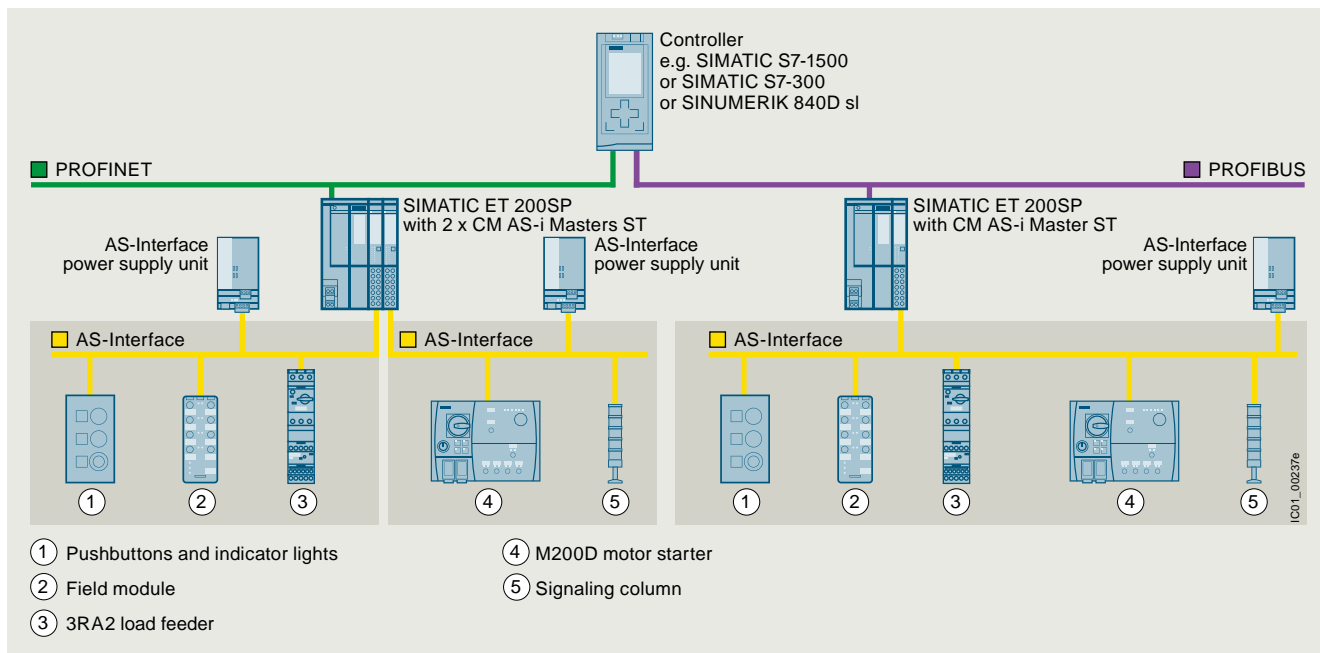 Controller
e.g. SIMATIC S7-1500
or SIMATIC S7-300
or SINUMERIK 840D sl
PROFINET
PROFIBUS
SIMATIC ET 200SP
with 2 x CM AS-i Masters ST
SIMATIC ET 200SP
with CM AS-i Master ST
AS-Interface
power supply unit
AS-Interface
power supply unit
AS-Interface
power supply unit
AS-Interface
AS-Interface
AS-Interface
1
2
3
4
5
1
2
3
4
5
IC01_00237e
1 Pushbuttons and indicator lights
2 Field module
3 3RA2 load feeder
4 M200D motor starter
5 Signaling column